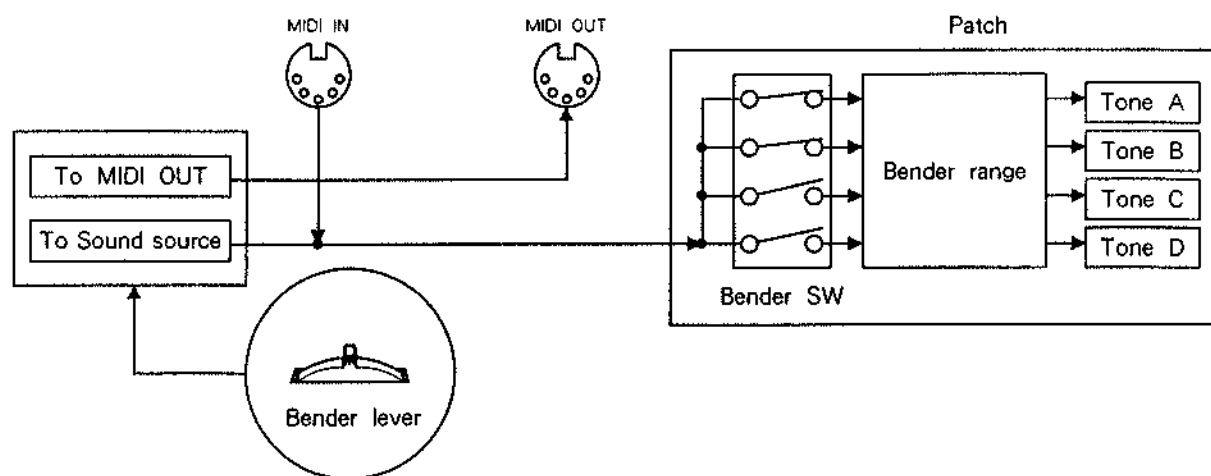 MIDI IN
MIDI OUT
Patch
To MIDI OUT
To Sound source
Bender lever
Bender SW
Bender range
Tone A
Tone B
Tone C
Tone D